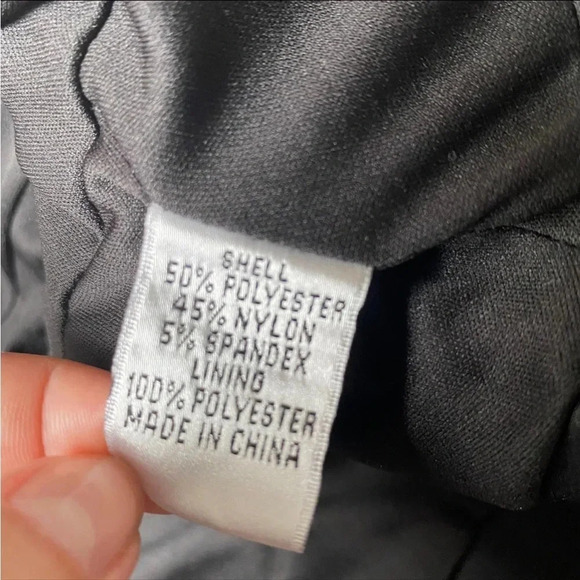 SHELL
50% POLYESTER
45% NYLON
5% SPANDEX
LINING
100% POLYESTER
MADE IN CHINA